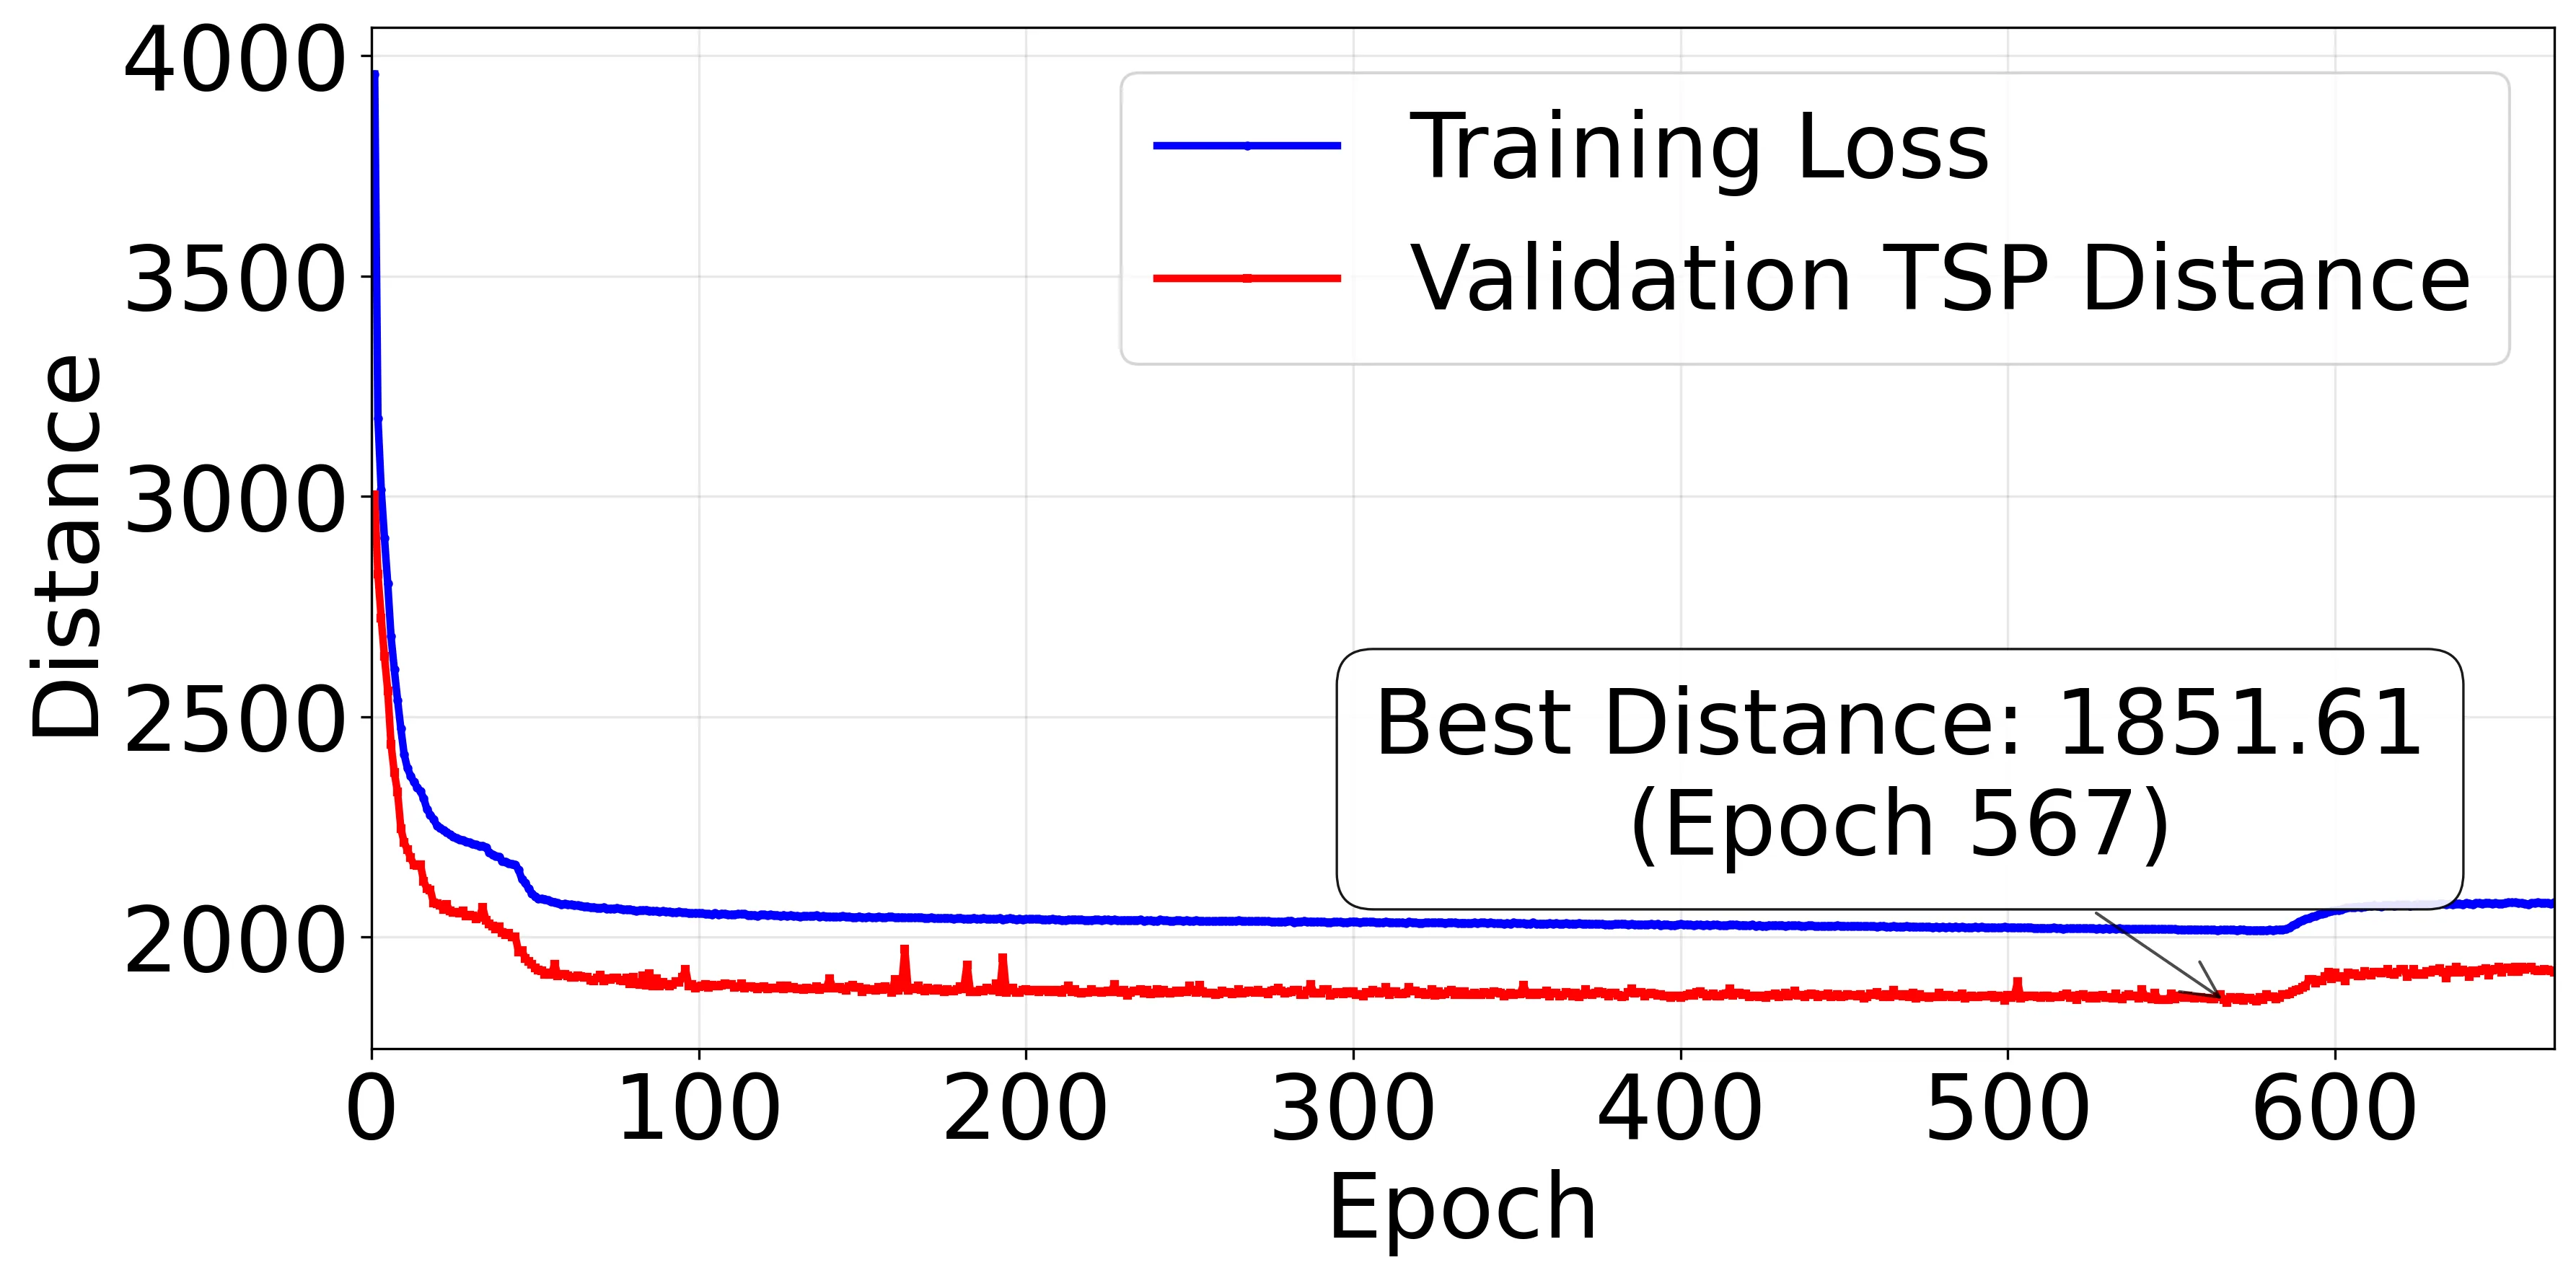 4000
3500
3000
2500
2000
Distance
Training Loss
Validation TSP Distance
Best Distance: 1851.61
(Epoch 567)
0 100 200 300 400 500 600
Epoch